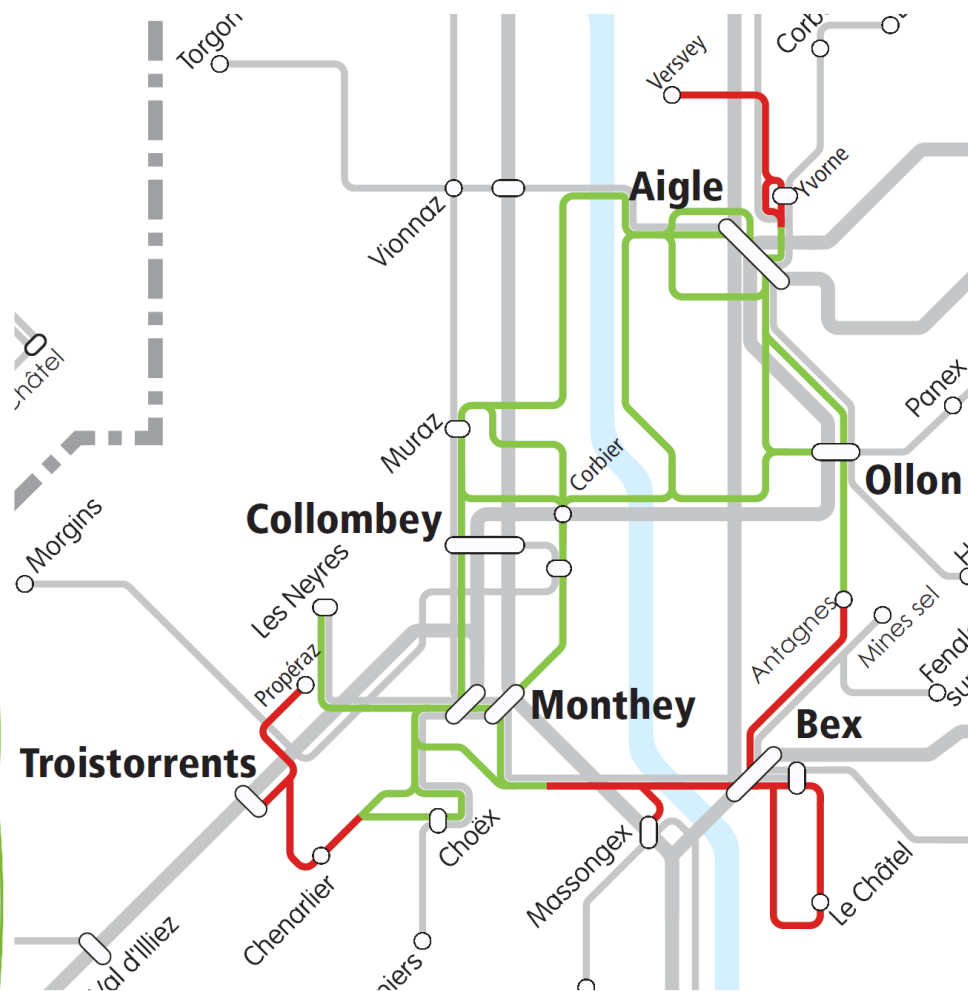 Torgon
Versvey
Yvorne
Aigle
Vionnaz
Châtel
Panex
Muraz
Corbier
Ollon
Collombey
Morgins
Les Neyres
Antagnes
Mines sel
Propéraz
Monthey
Bex
Troistorrents
Choëx
Massongex
Le Châtel
Chenarlier
Val d'Illiez